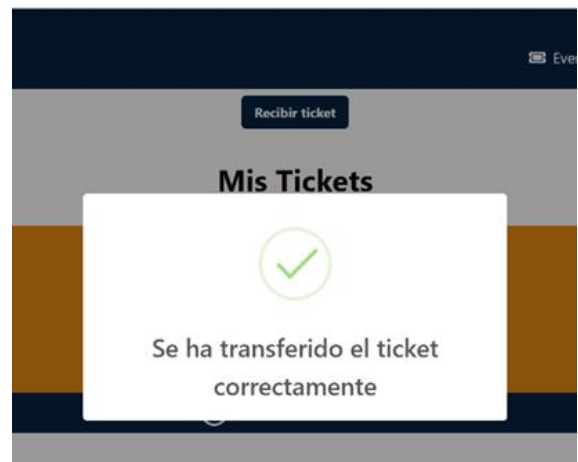 Recibir ticket
Mis Tickets
Se ha transferido el ticket
correctamente